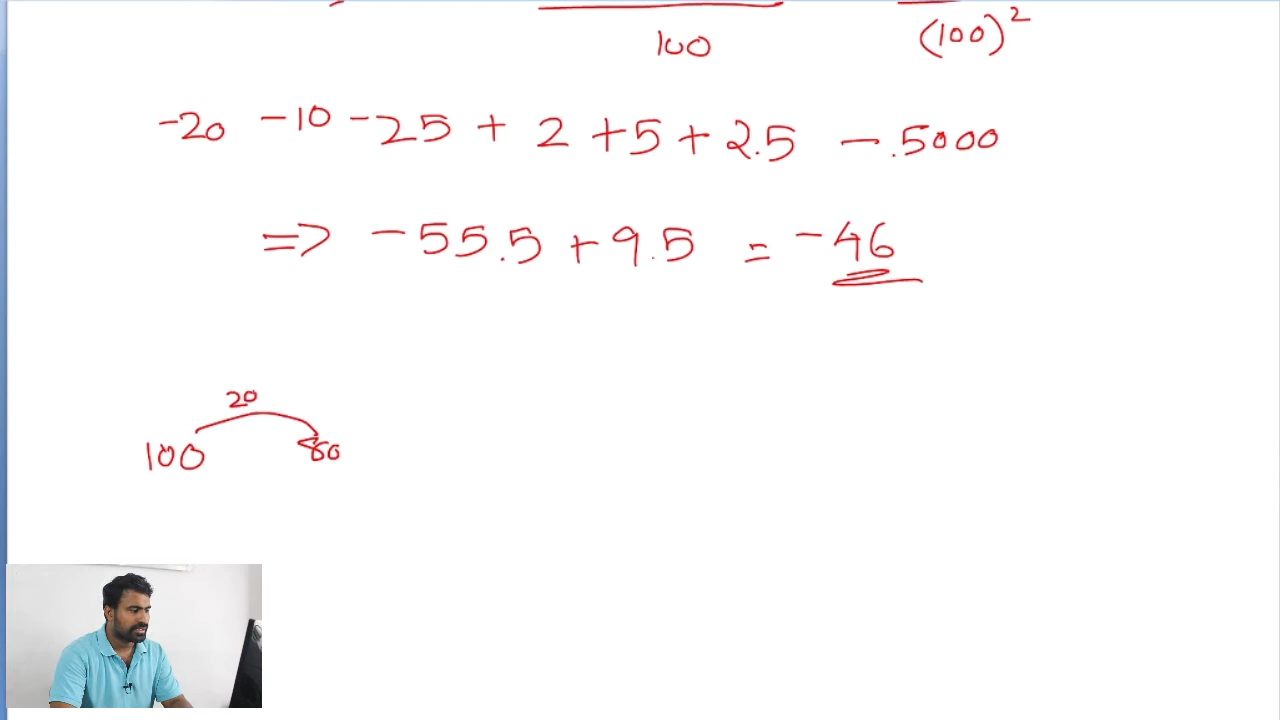 100 (100)²
-20 -10 -25 + 2 +5 + 2.5 - .5000
=> -55.5 + 9.5 = -46
20
100 80